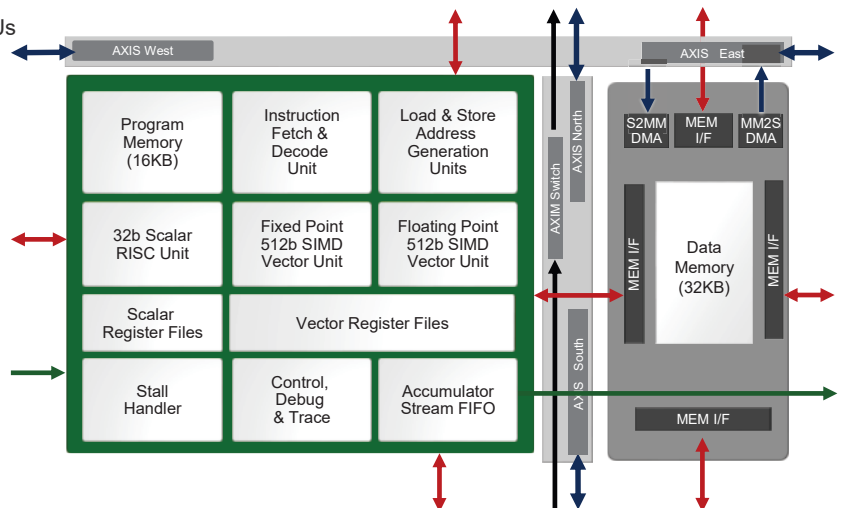 Us
AXIS West
AXIS East
Program
Memory
(16KB)
Instruction
Fetch &
Decode
Unit
Load & Store
Address
Generation
Units
32b Scalar
RISC Unit
Fixed Point
512b SIMD
Vector Unit
Floating Point
512b SIMD
Vector Unit
Scalar
Register Files
Vector Register Files
Stall
Handler
Control,
Debug
& Trace
Accumulator
Stream FIFO
AXIM Switch
AXIS North
AXIS South
S2MM
DMA
MEM
I/F
MM2S
DMA
MEM I/F
Data
Memory
(32KB)
MEM I/F
MEM I/F